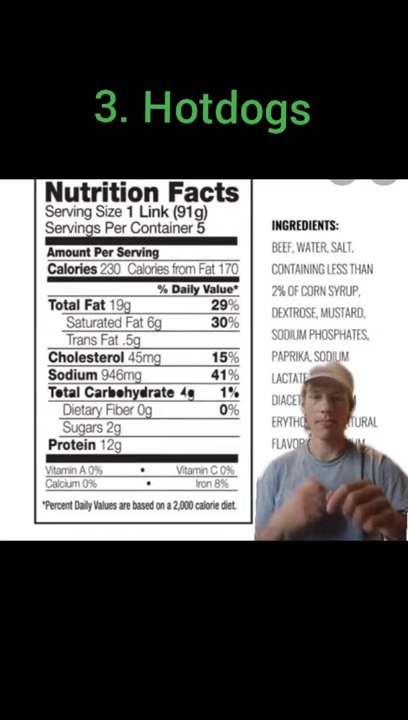 3. Hotdogs
Nutrition Facts
Serving Size 1 Link (91g)
Servings Per Container 5
Amount Per Serving
Calories 230 Calories from Fat 170
% Daily Value*
Total Fat 19g 29%
Saturated Fat 6g 30%
Trans Fat .5g
Cholesterol 45mg 15%
Sodium 946mg 41%
Total Carbohydrate 4g 1%
Dietary Fiber 0g 0%
Sugars 2g
Protein 12g
Vitamin A 0% • Vitamin C 0%
Calcium 0% • Iron 8%
*Percent Daily Values are based on a 2,000 calorie diet.
INGREDIENTS:
BEEF, WATER, SALT,
CONTAINING LESS THAN
2% OF CORN SYRUP,
DEXTROSE, MUSTARD,
SODIUM PHOSPHATES,
PAPRIKA, SODIUM